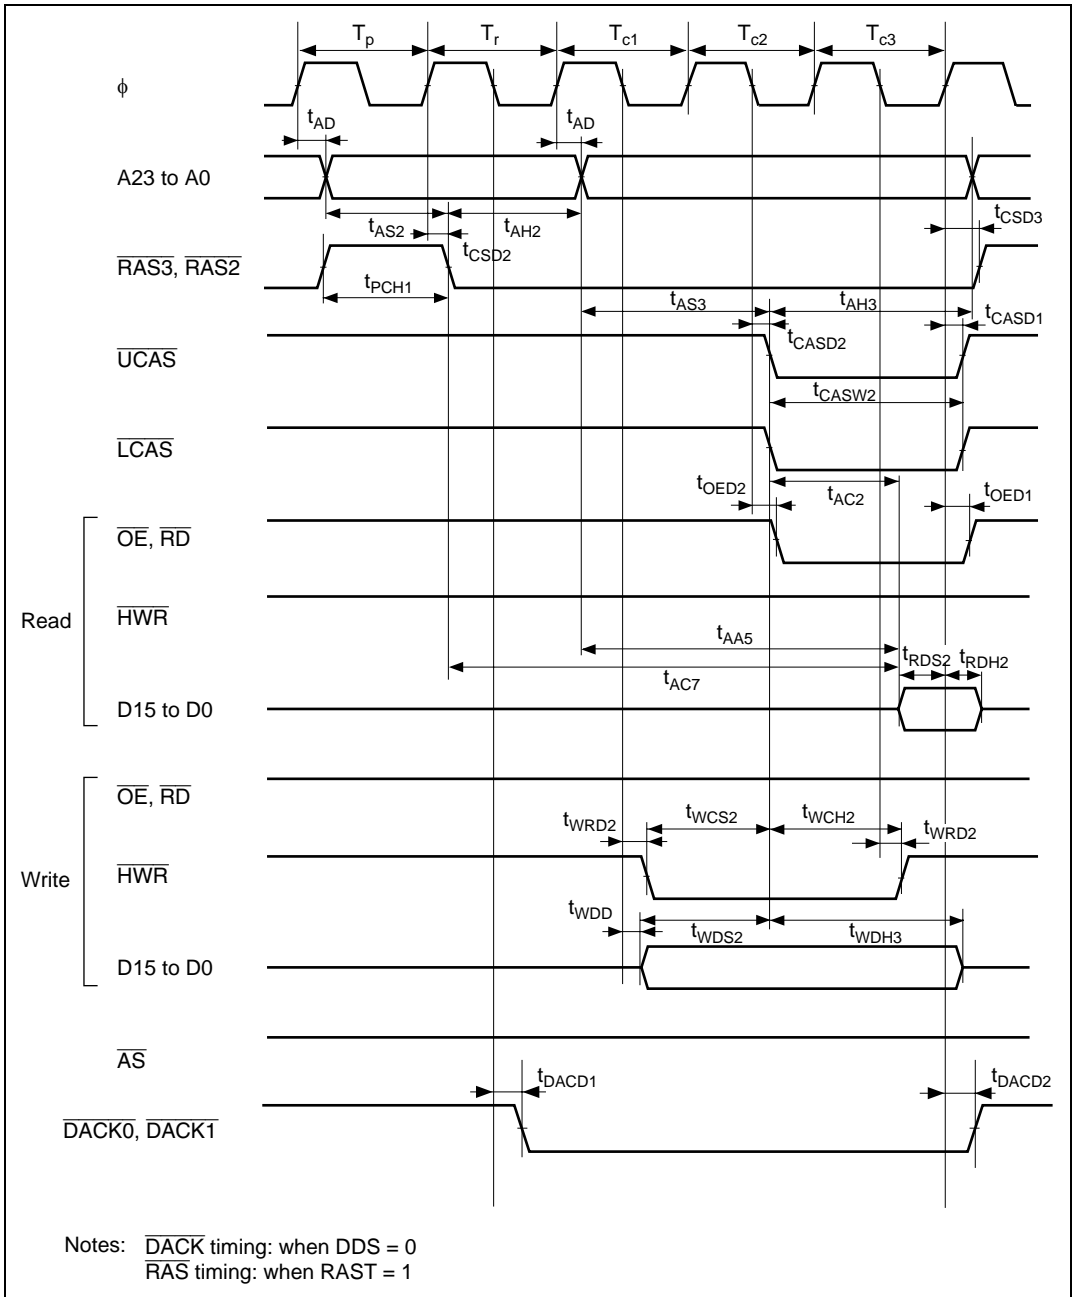 Tp Tr Tc1 Tc2 Tc3
ϕ
tAD tAD
A23 to A0
tAS2 tAH2 tCSD3
tCSD2
RAS3, RAS2
tPCH1
tAS3 tAH3
tCASD1
tCASD2
UCAS
tCASW2
LCAS
tOED2 tAC2 tOED1
OE, RD
Read
HWR
tAA5
tRDS2 tRDH2
tAC7
D15 to D0
OE, RD
tWRD2 tWCS2 tWCH2 tWRD2
Write
HWR
tWDD tWDS2 tWDH3
D15 to D0
AS
tDACD1 tDACD2
DACK0, DACK1
Notes: DACK timing: when DDS = 0
RAS timing: when RAST = 1